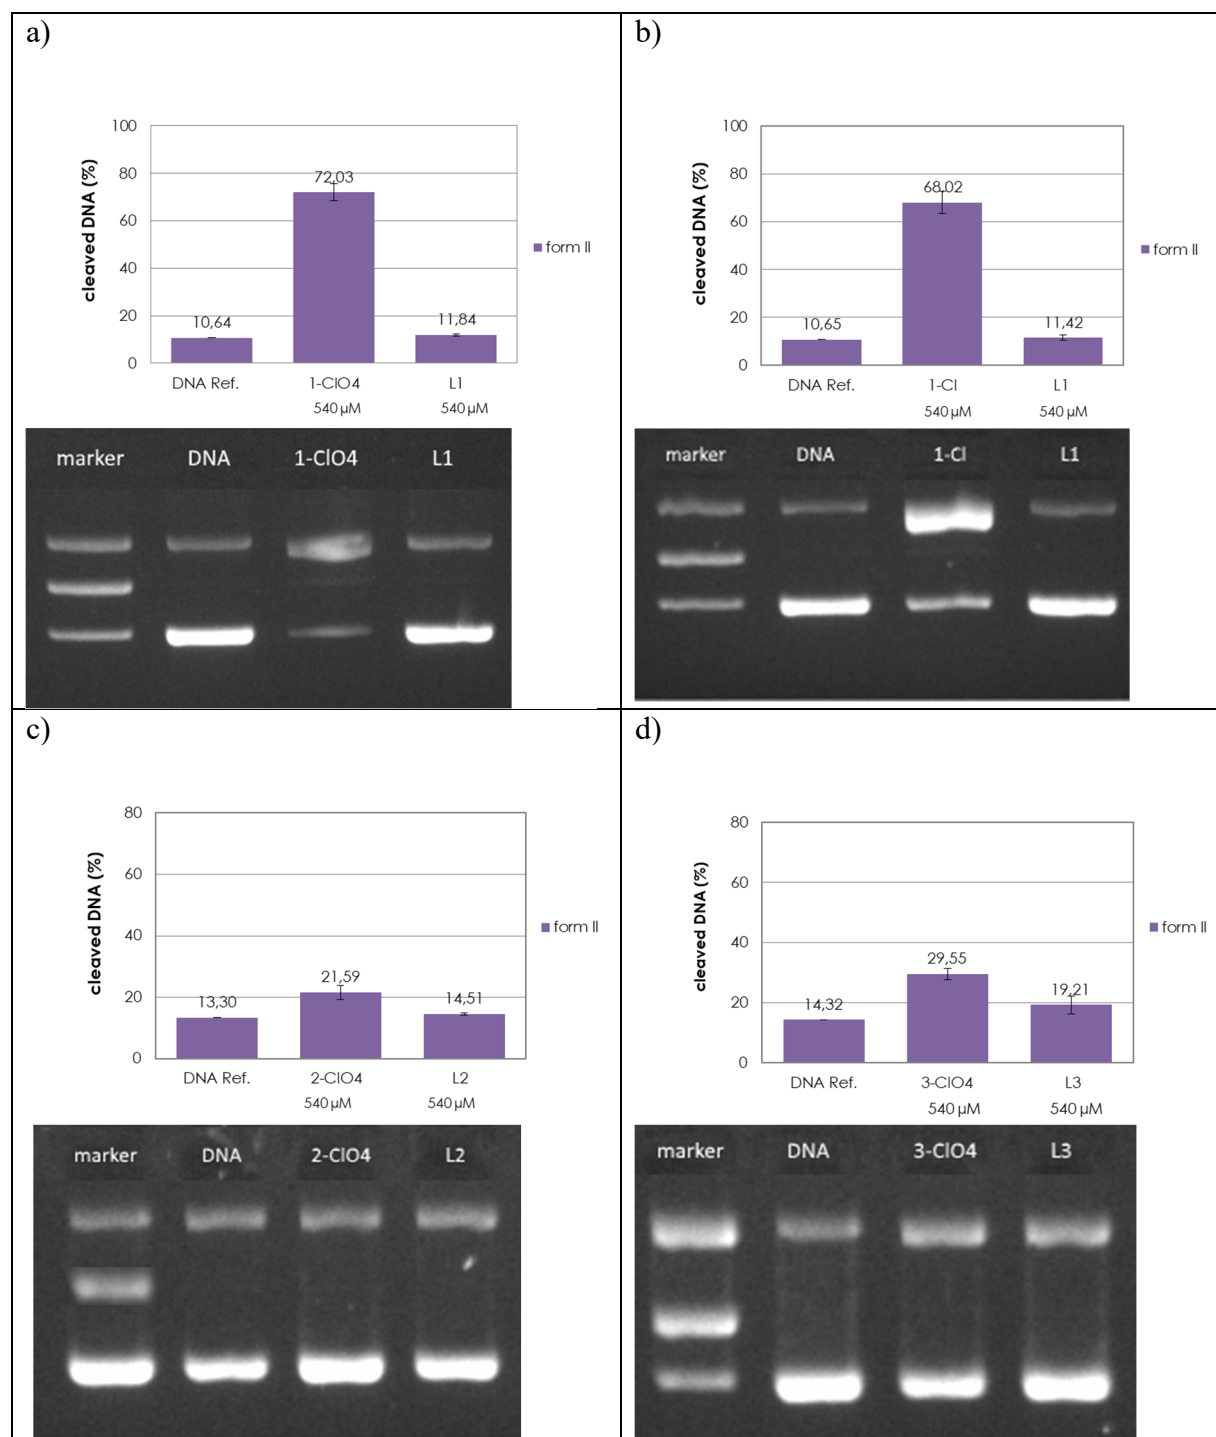 a)
100
80
60
40
20
0
cleaved DNA (%)
10,64
72,03
11,84
form II
DNA Ref.
1-ClO4
L1
540 µM
540 µM
marker
DNA
1-ClO4
L1
b)
100
80
60
40
20
0
cleaved DNA (%)
10,65
68,02
11,42
form II
DNA Ref.
1-Cl
L1
540 µM
540 µM
marker
DNA
1-Cl
L1
c)
80
60
40
20
0
cleaved DNA (%)
13,30
21,59
14,51
form II
DNA Ref.
2-ClO4
L2
540 µM
540 µM
marker
DNA
2-ClO4
L2
d)
80
60
40
20
0
cleaved DNA (%)
14,32
29,55
19,21
form II
DNA Ref.
3-ClO4
L3
540 µM
540 µM
marker
DNA
3-ClO4
L3